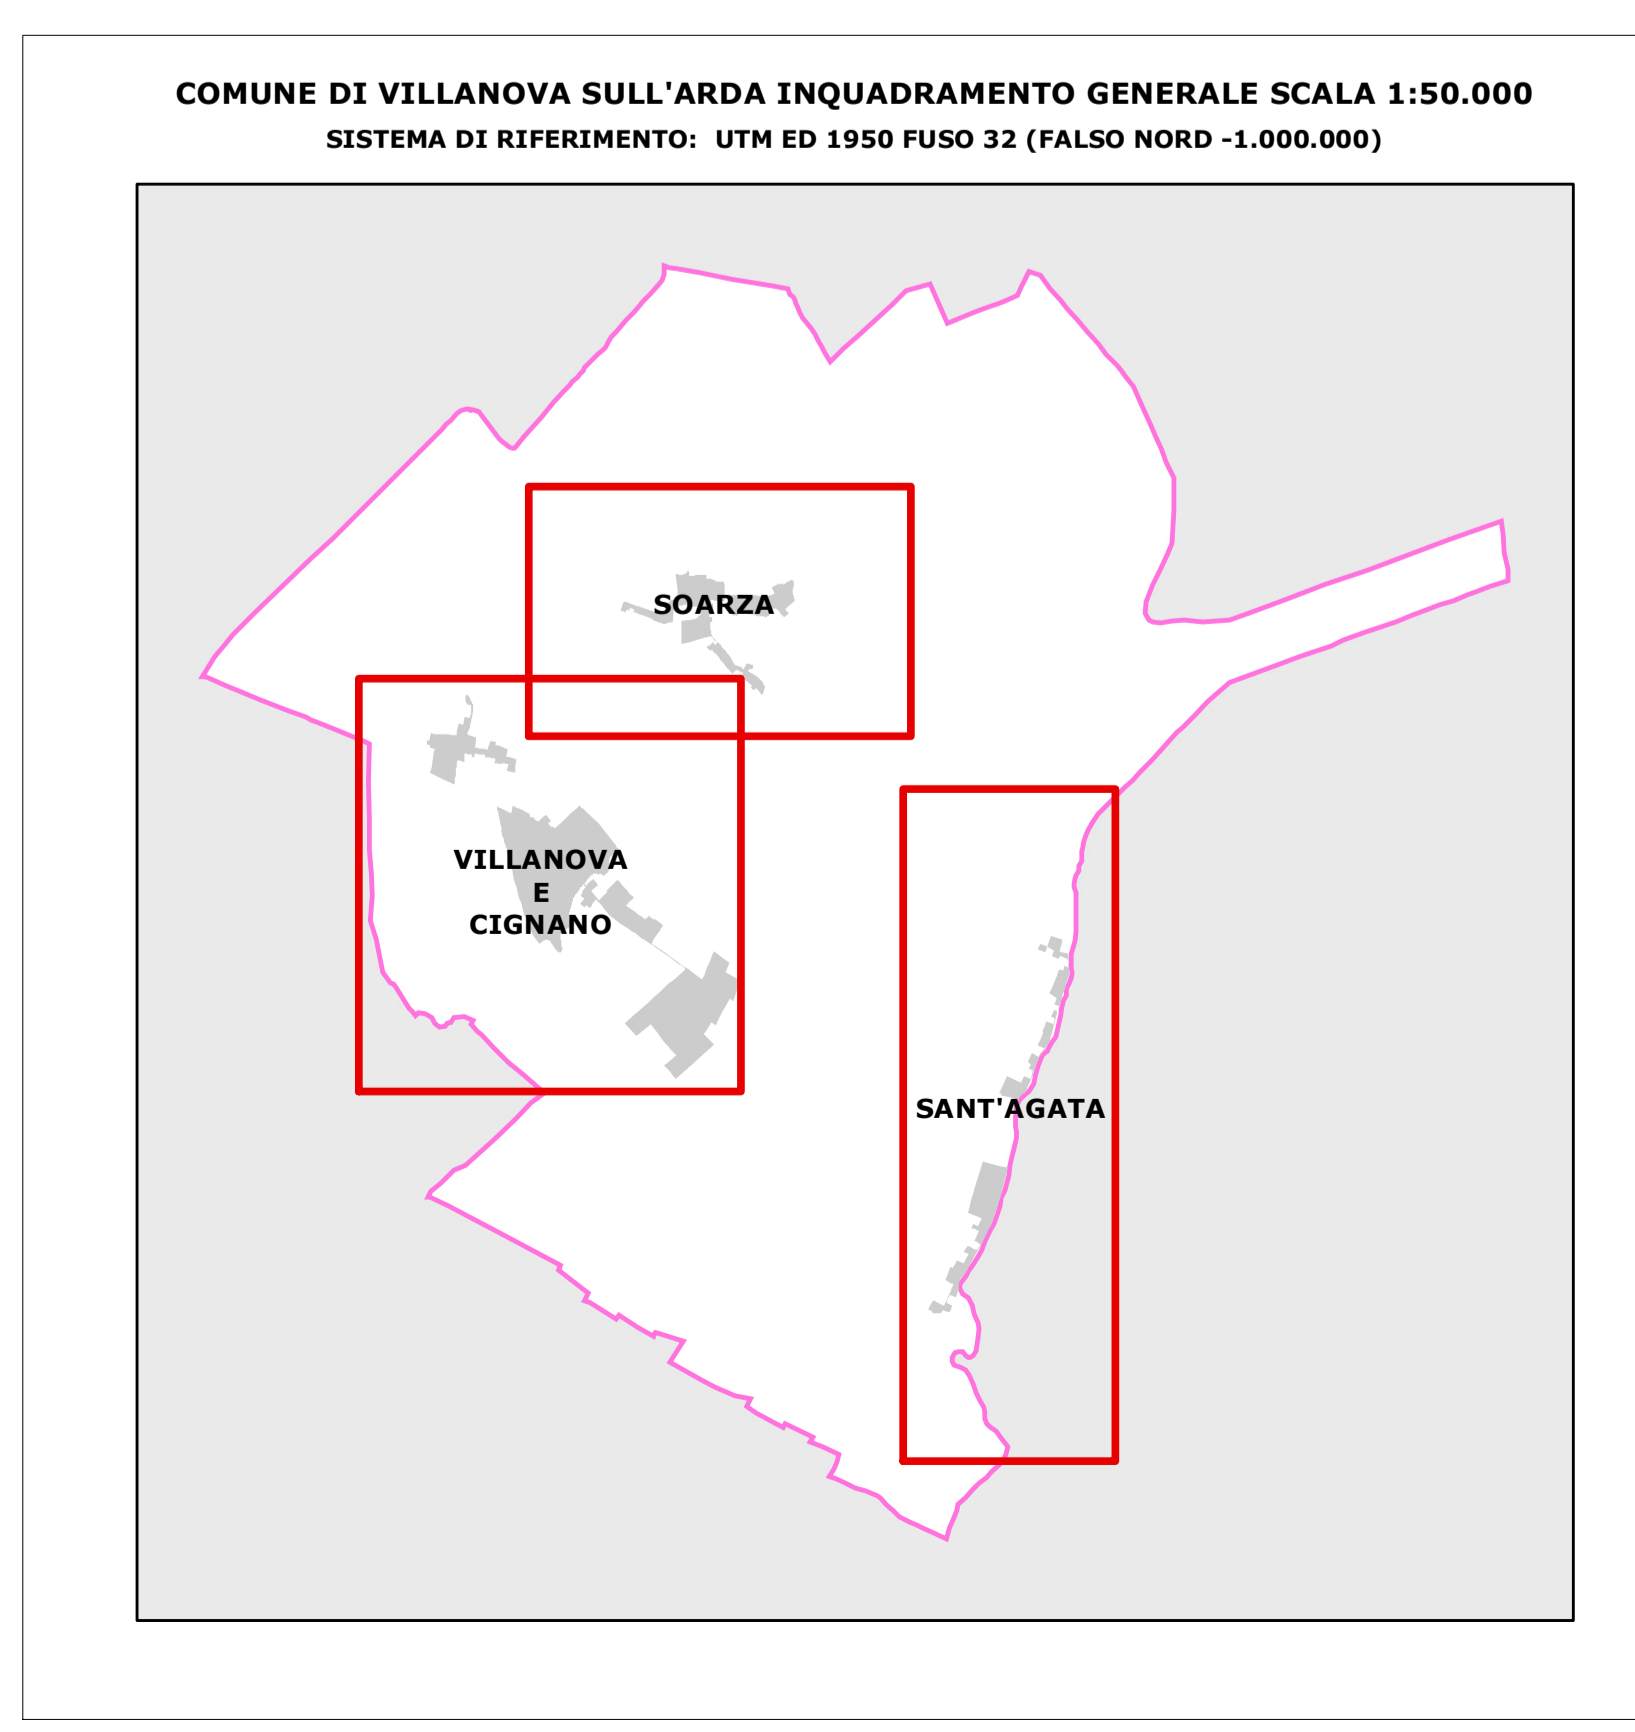 COMUNE DI VILLANOVA SULL'ARDA INQUADRAMENTO GENERALE SCALA 1:50.000
SISTEMA DI RIFERIMENTO: UTM ED 1950 FUSO 32 (FALSO NORD -1.000.000)
SOARZA
VILLANOVA
E
CIGNANO
SANT'AGATA